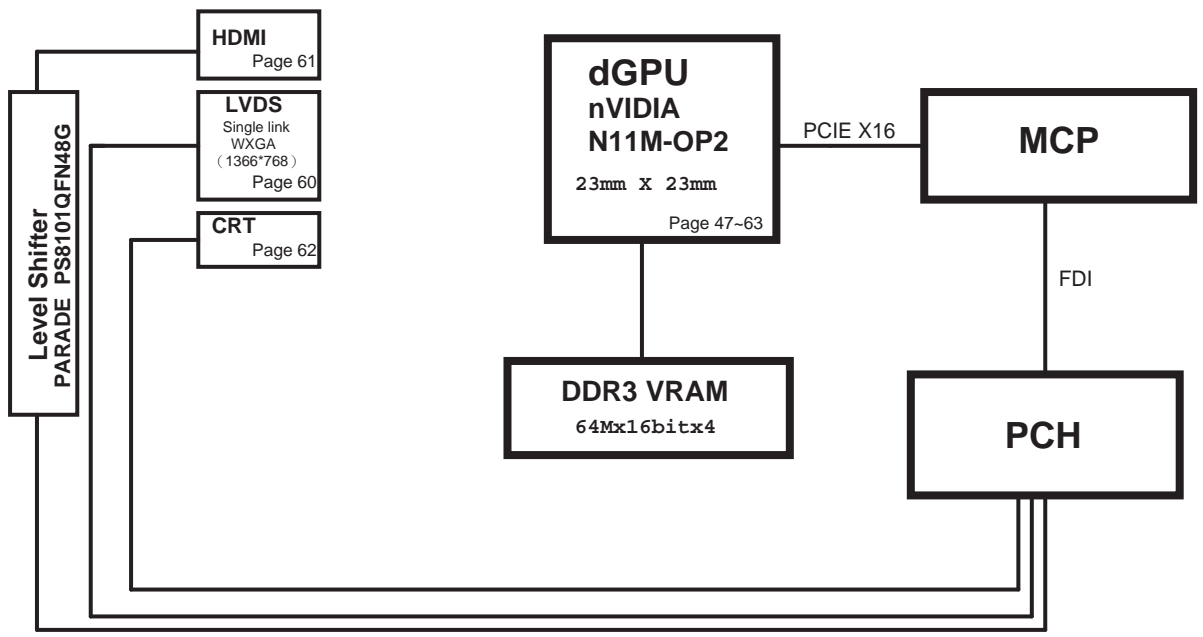 HDMI
Page 61
LVDS
Single link
WXGA
（1366*768）
Page 60
CRT
Page 62
Level Shifter
PARADE PS8101QFN48G
dGPU
nVIDIA
N11M-OP2
23mm X 23mm
Page 47~63
PCIE X16
MCP
FDI
DDR3 VRAM
64Mx16bitx4
PCH